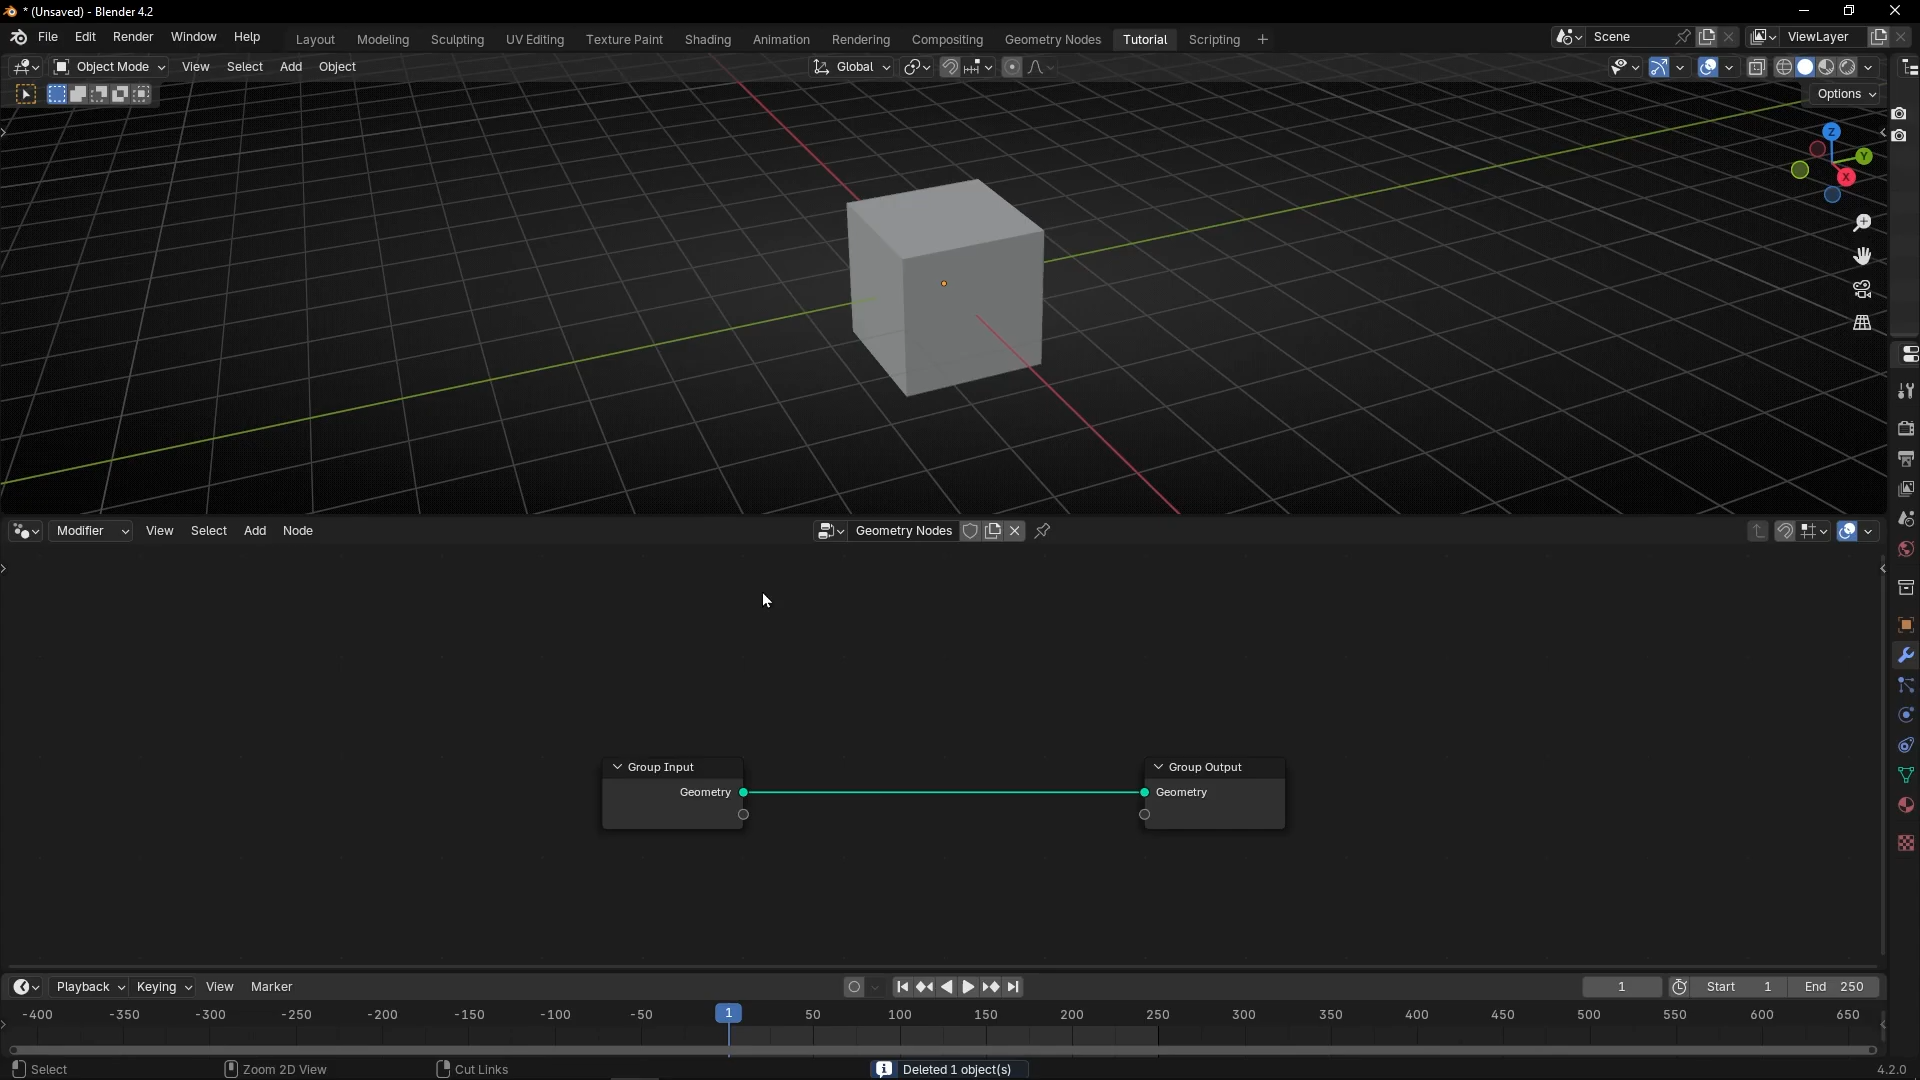 * (Unsaved) - Blender 4.2
File Edit Render Window Help Layout Modeling Sculpting UV Editing Texture Paint Shading Animation Rendering Compositing Geometry Nodes Tutorial Scripting + Scene ViewLayer
Object Mode View Select Add Object Global
Options
Z
Y
X
Modifier View Select Add Node Geometry Nodes
Group Input Group Output
Geometry Geometry
Playback Keying View Marker 1 Start 1 End 250
-400 -350 -300 -250 -200 -150 -100 -50 1 50 100 150 200 250 300 350 400 450 500 550 600 650
Select Zoom 2D View Cut Links Deleted 1 object(s) 4.2.0